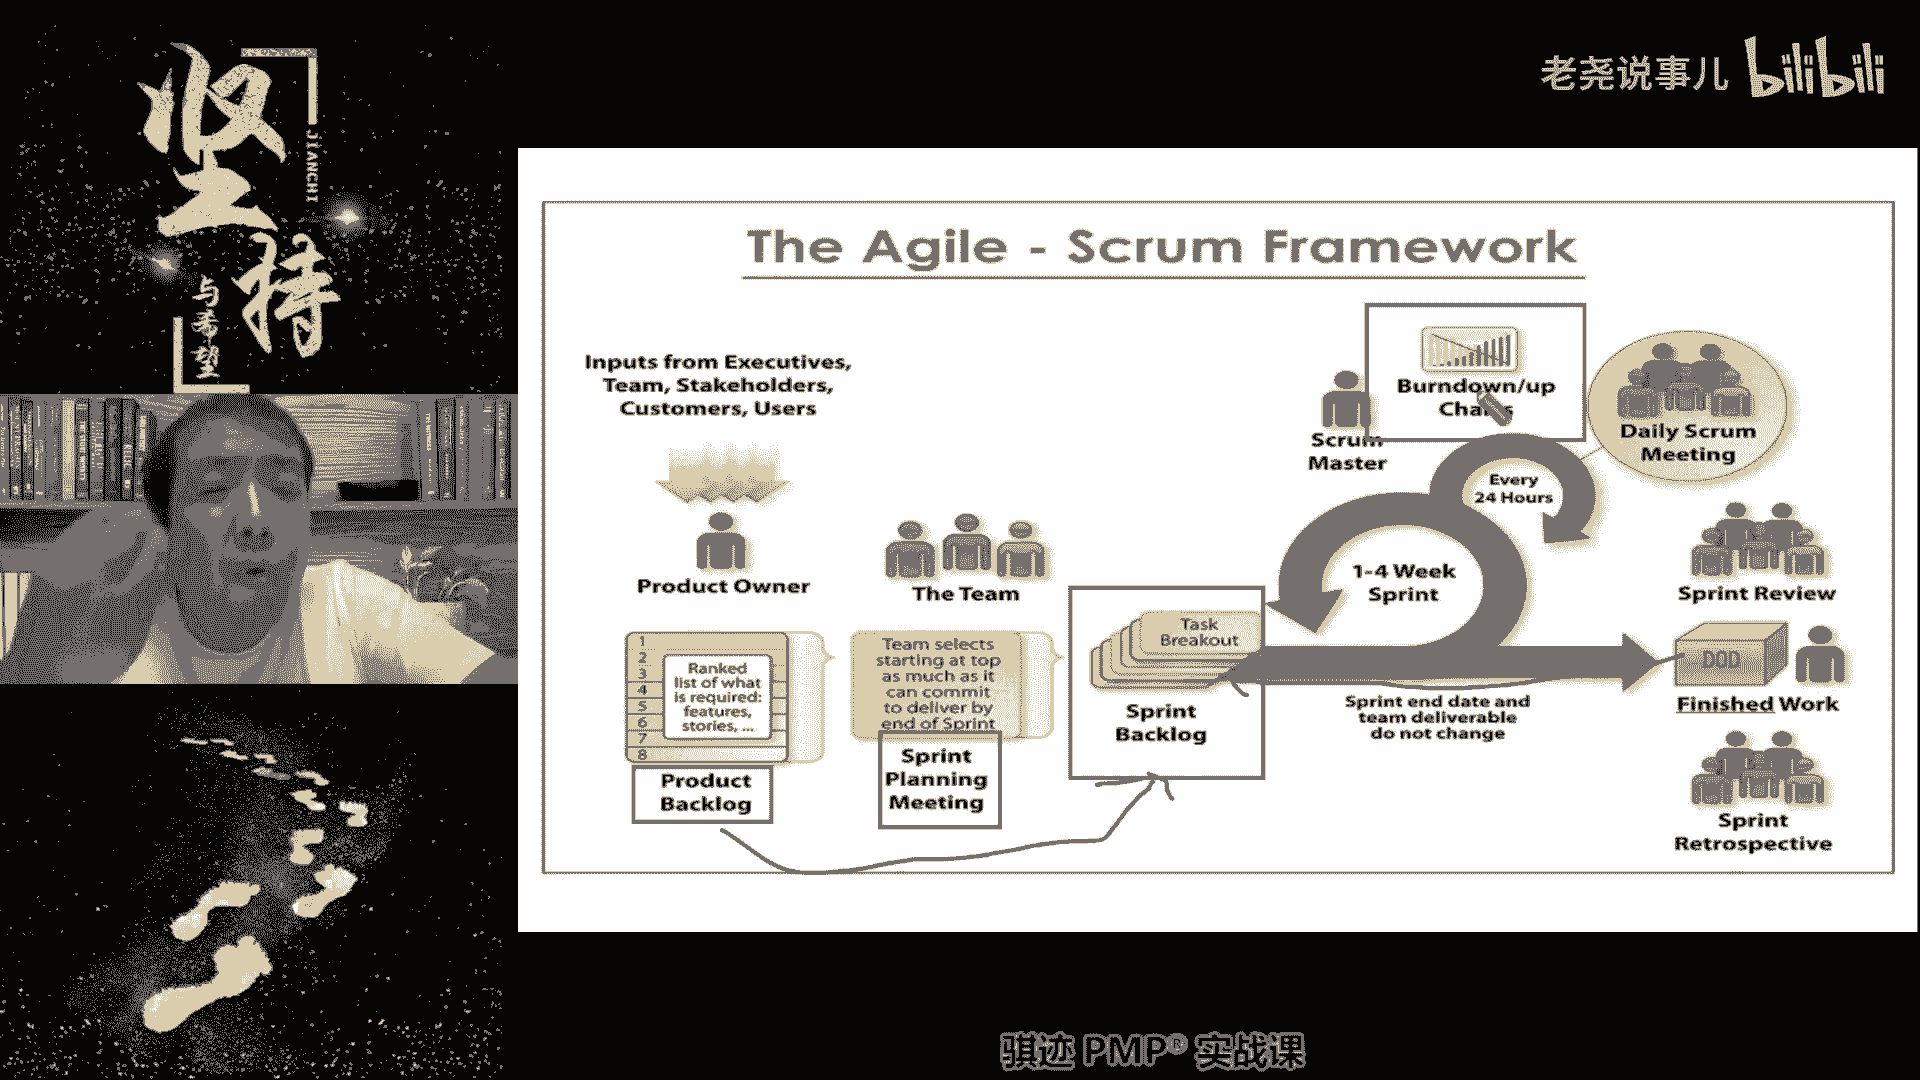 坚持
JIANCHI
与希望
老尧说事儿 bilibili
The Agile - Scrum Framework
Inputs from Executives,
Team, Stakeholders,
Customers, Users
Product Owner
The Team
1
2
3
4
5
6
7
8
Ranked
list of what
is required:
features,
stories, ...
Product
Backlog
Team selects
starting at top
as much as it
can commit
to deliver by
end of Sprint
Sprint
Planning
Meeting
Task
Breakout
Sprint
Backlog
Scrum
Master
Burndown/up
Charts
Every
24 Hours
Daily Scrum
Meeting
1-4 Week
Sprint
Sprint end date and
team deliverable
do not change
Sprint Review
DOD
Finished Work
Sprint
Retrospective
骐迹 PMP® 实战课